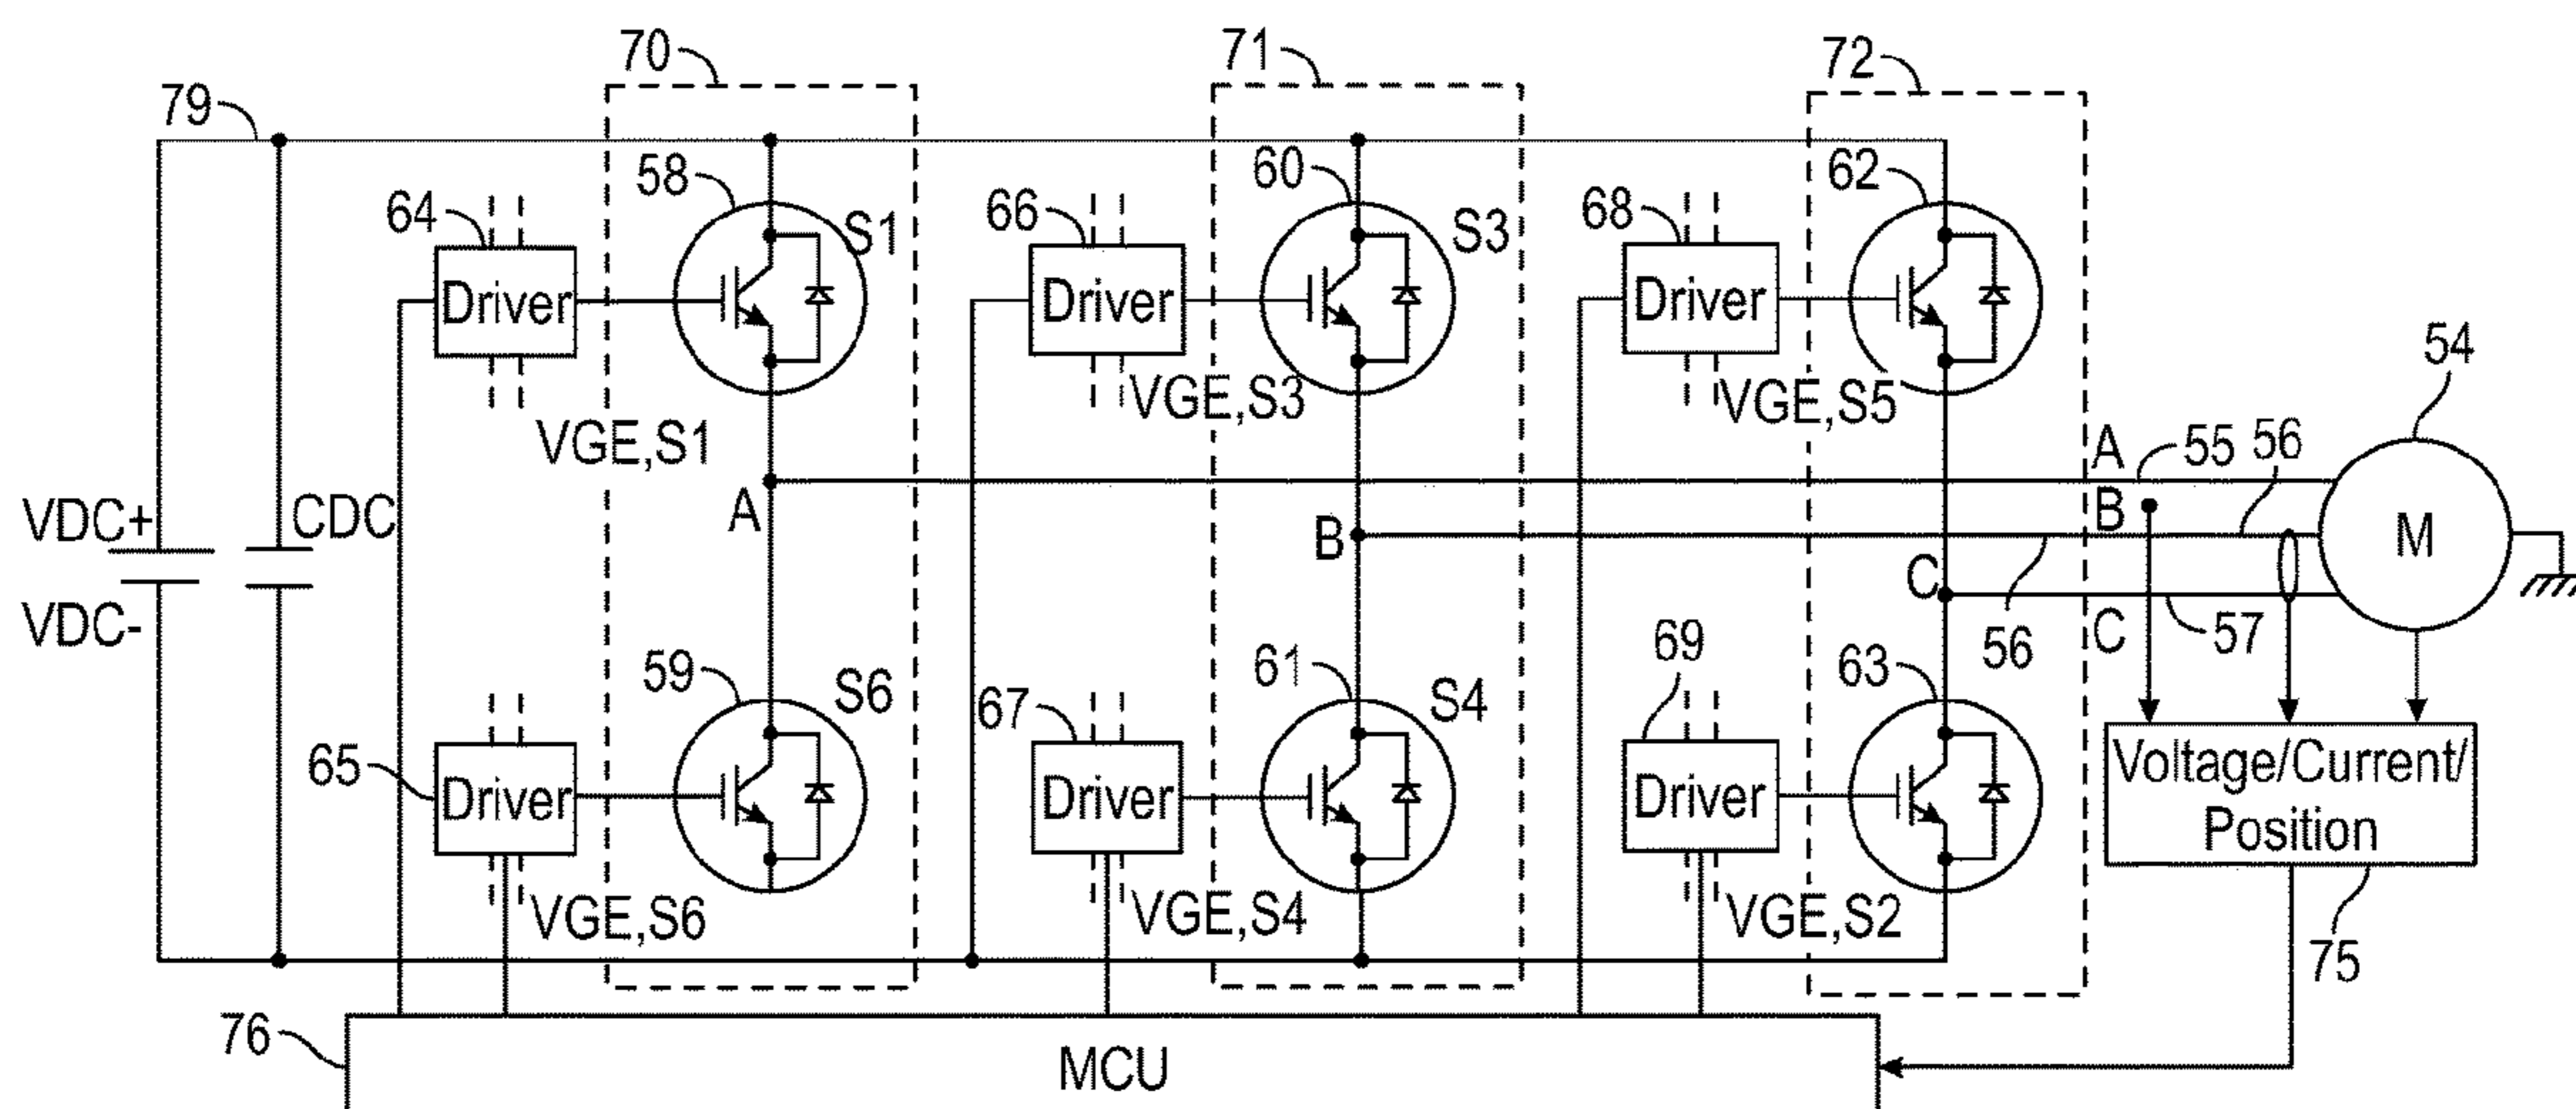 70
71
72
79
58
60
62
64
S1
66
S3
68
Driver
Driver
Driver
54
VGE,S1
VGE,S3
VGE,S5
A
55
56
VDC+
CDC
A
B
B
M
VDC-
C
C
57
56
59
S6
61
S4
69
63
65
67
Driver
Driver
Driver
Voltage/Current/
Position
VGE,S6
VGE,S4
VGE,S2
75
76
MCU